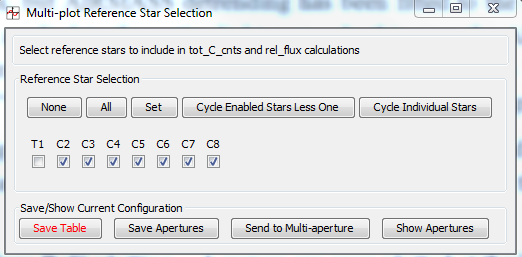 Multi-plot Reference Star Selection
Select reference stars to include in tot_C_cnts and rel_flux calculations
Reference Star Selection
None All Set Cycle Enabled Stars Less One Cycle Individual Stars
T1 C2 C3 C4 C5 C6 C7 C8
Save/Show Current Configuration
Save Table Save Apertures Send to Multi-aperture Show Apertures